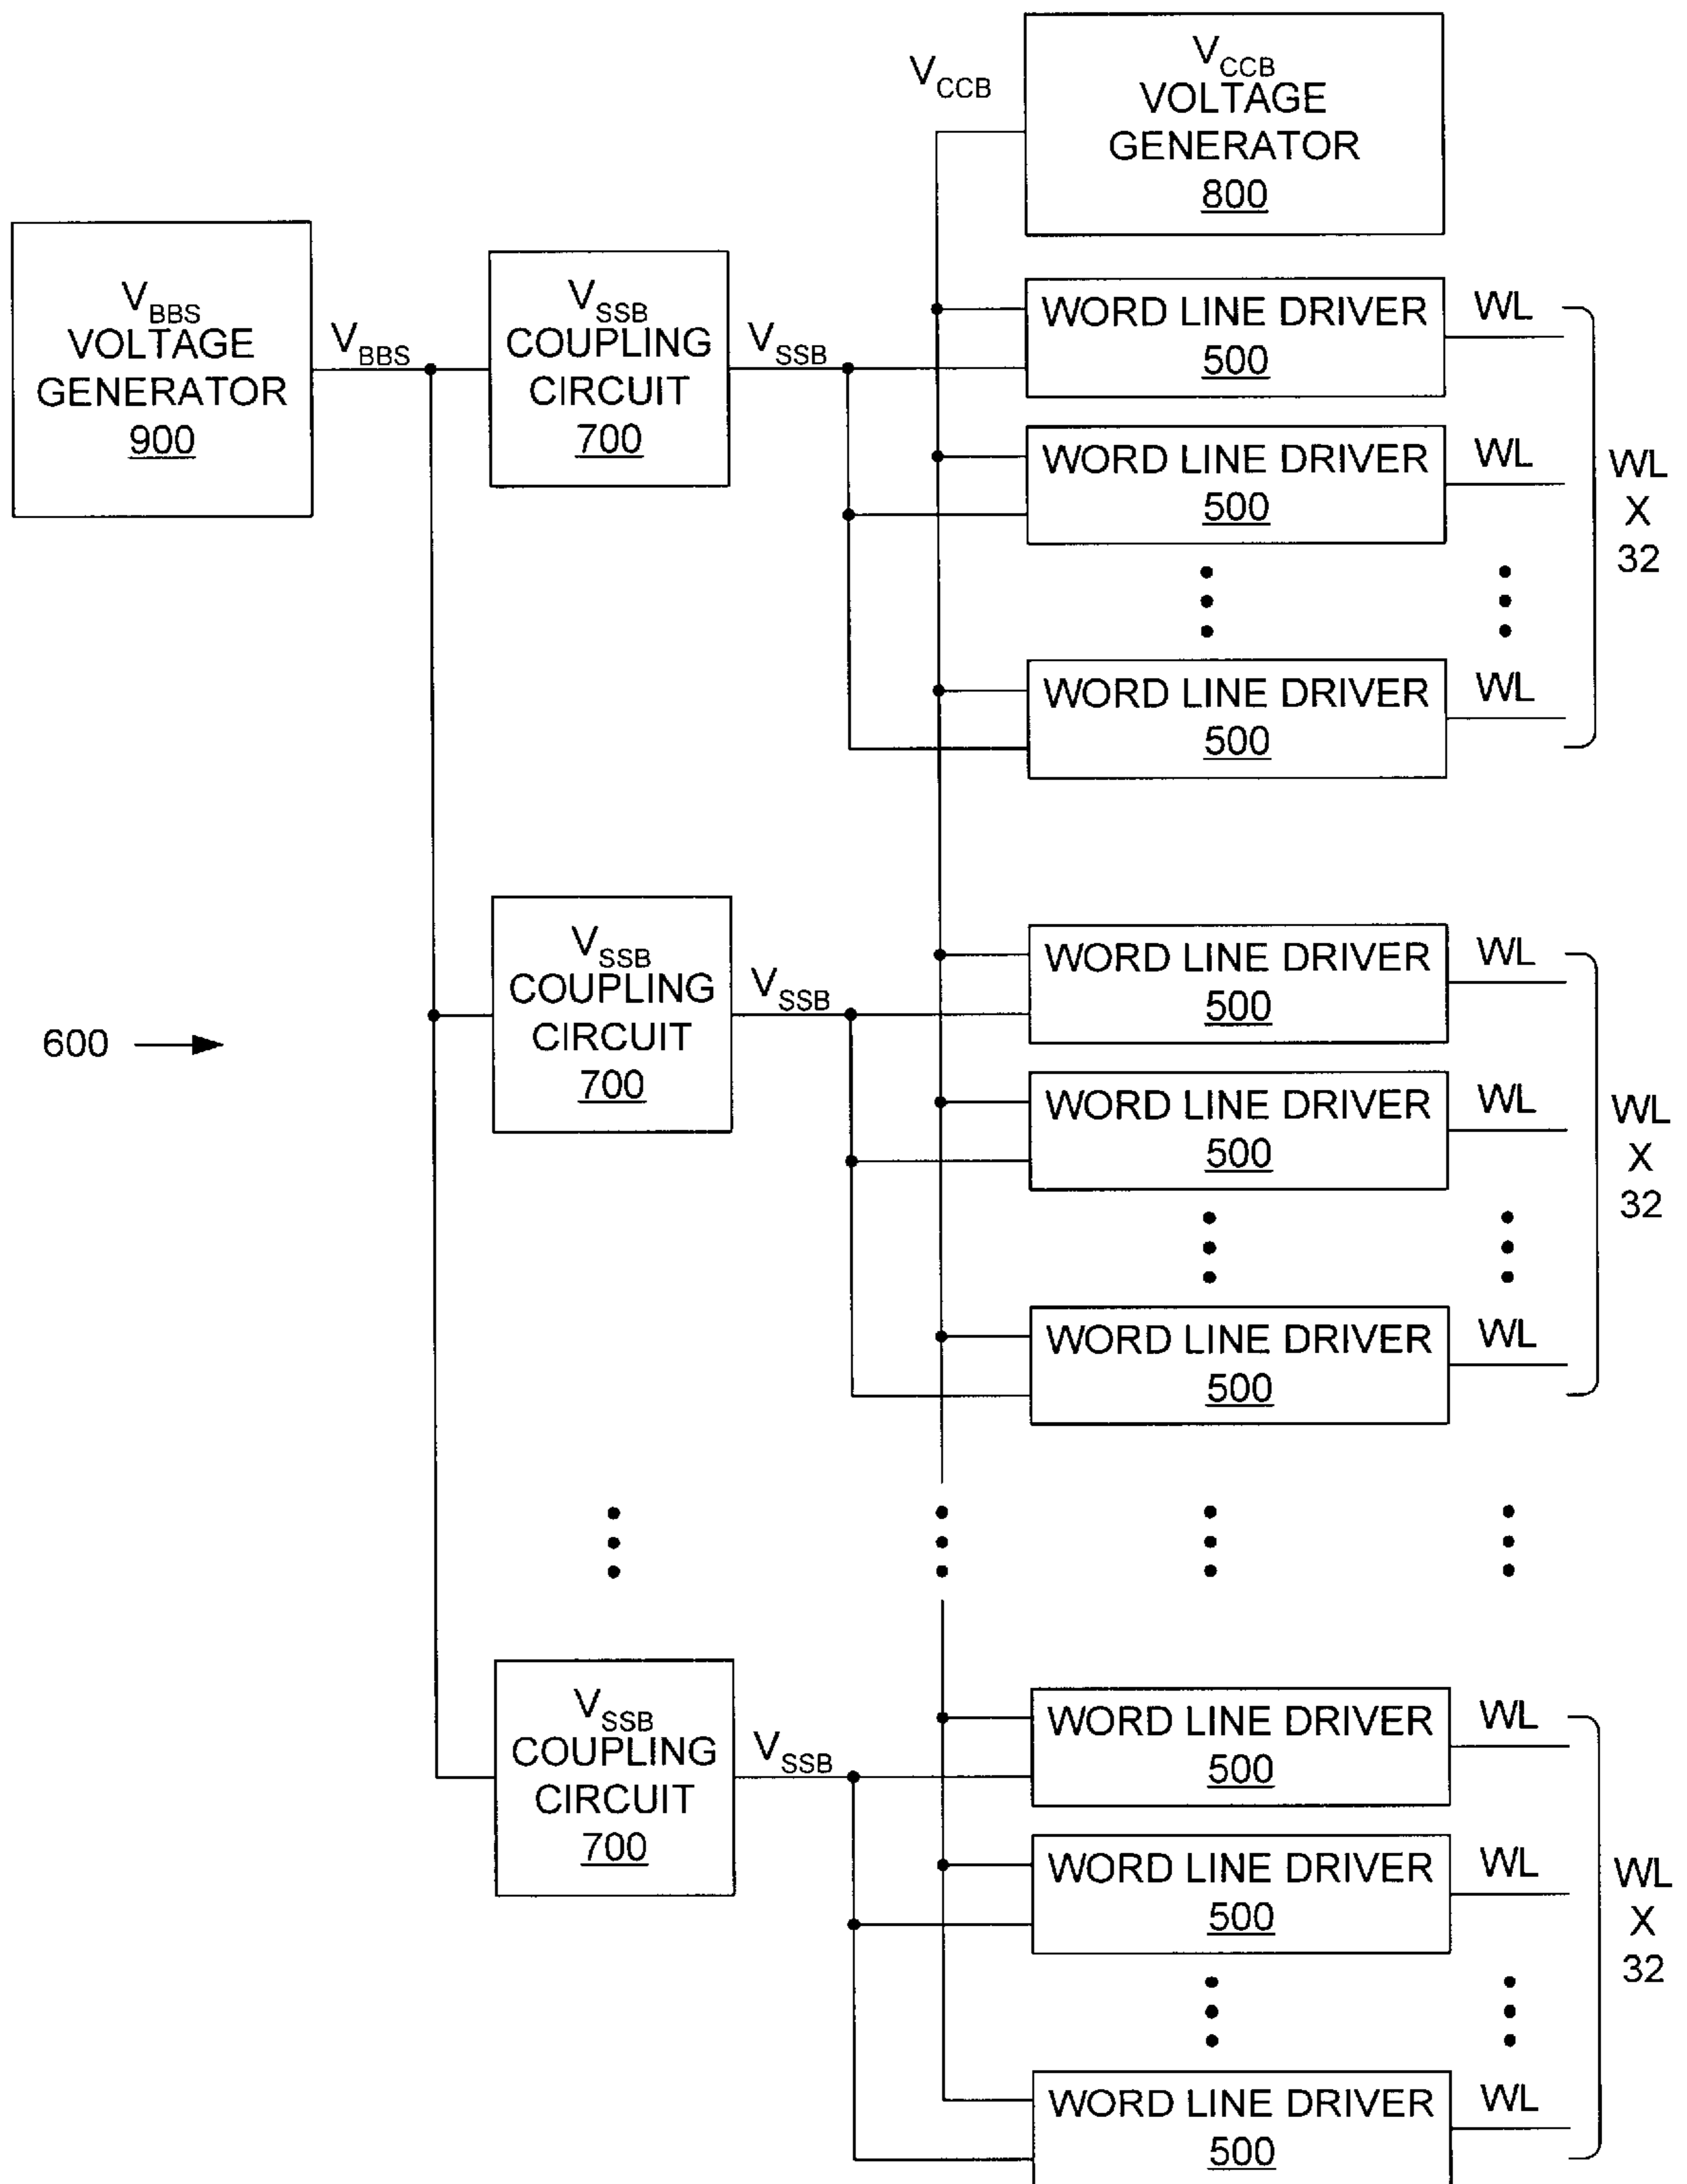 VCCB
VCCB
VOLTAGE
GENERATOR
800
VBBS
VOLTAGE
GENERATOR
900
VBBS
VSSB
COUPLING
CIRCUIT
700
VSSB
WORD LINE DRIVER
500
WL
WORD LINE DRIVER
500
WL
WORD LINE DRIVER
500
WL
WL
X
32
600
VSSB
COUPLING
CIRCUIT
700
VSSB
WORD LINE DRIVER
500
WL
WORD LINE DRIVER
500
WL
WORD LINE DRIVER
500
WL
WL
X
32
VSSB
COUPLING
CIRCUIT
700
VSSB
WORD LINE DRIVER
500
WL
WORD LINE DRIVER
500
WL
WORD LINE DRIVER
500
WL
WL
X
32